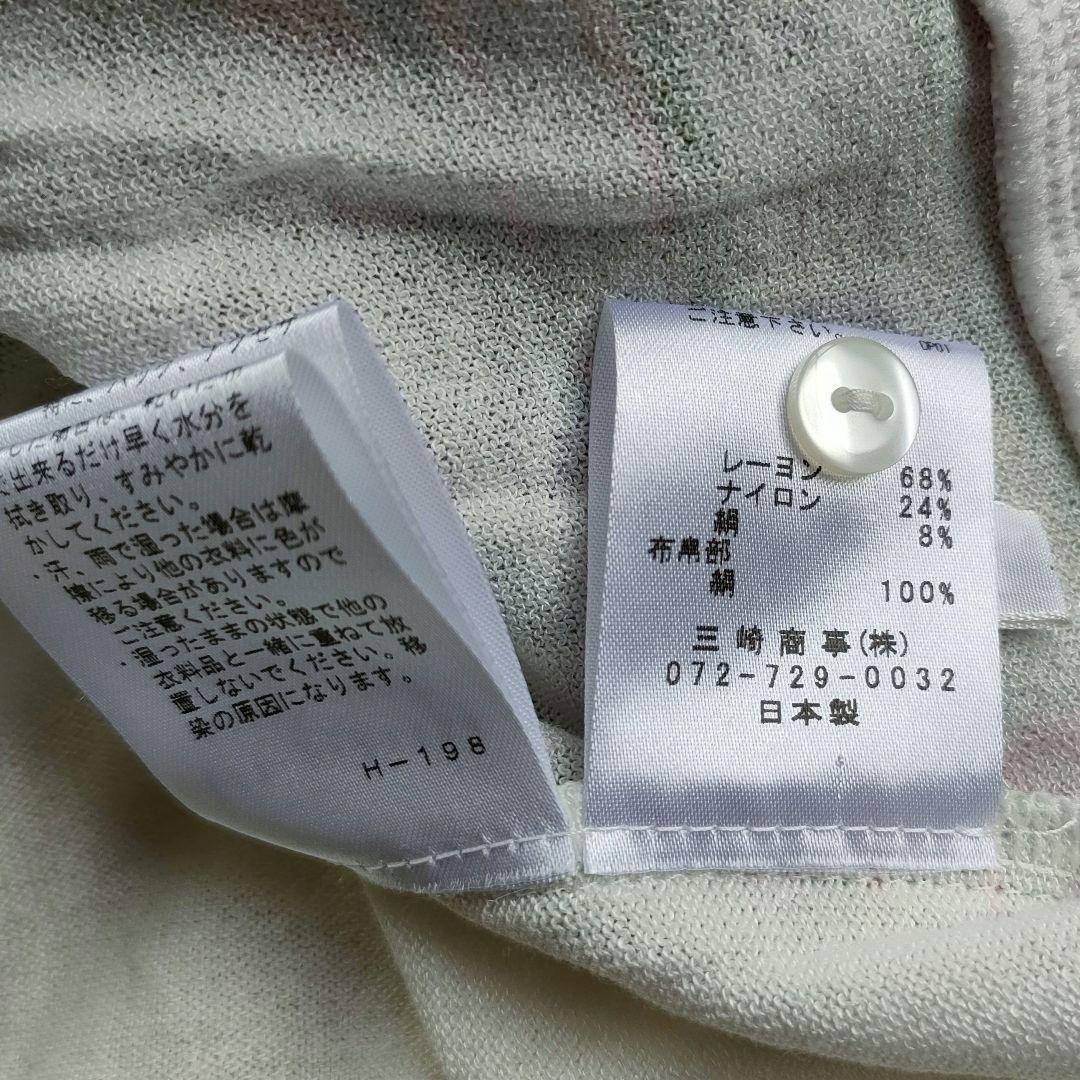 出来るだけ早く水分を
拭き取り、すみやかに乾
かしてください。
・汗、雨で湿った場合は摩
擦により他の衣料に色が
移る場合がありますので
ご注意ください。
・湿ったままの状態で他の
衣料品と一緒に重ねて放
置しないでください。移
染の原因になります。
H-198
ご注意下さい。
DP01
レーヨン 68%
ナイロン 24%
絹 8%
布帛部
絹 100%
三崎商事(株)
072-729-0032
日本製